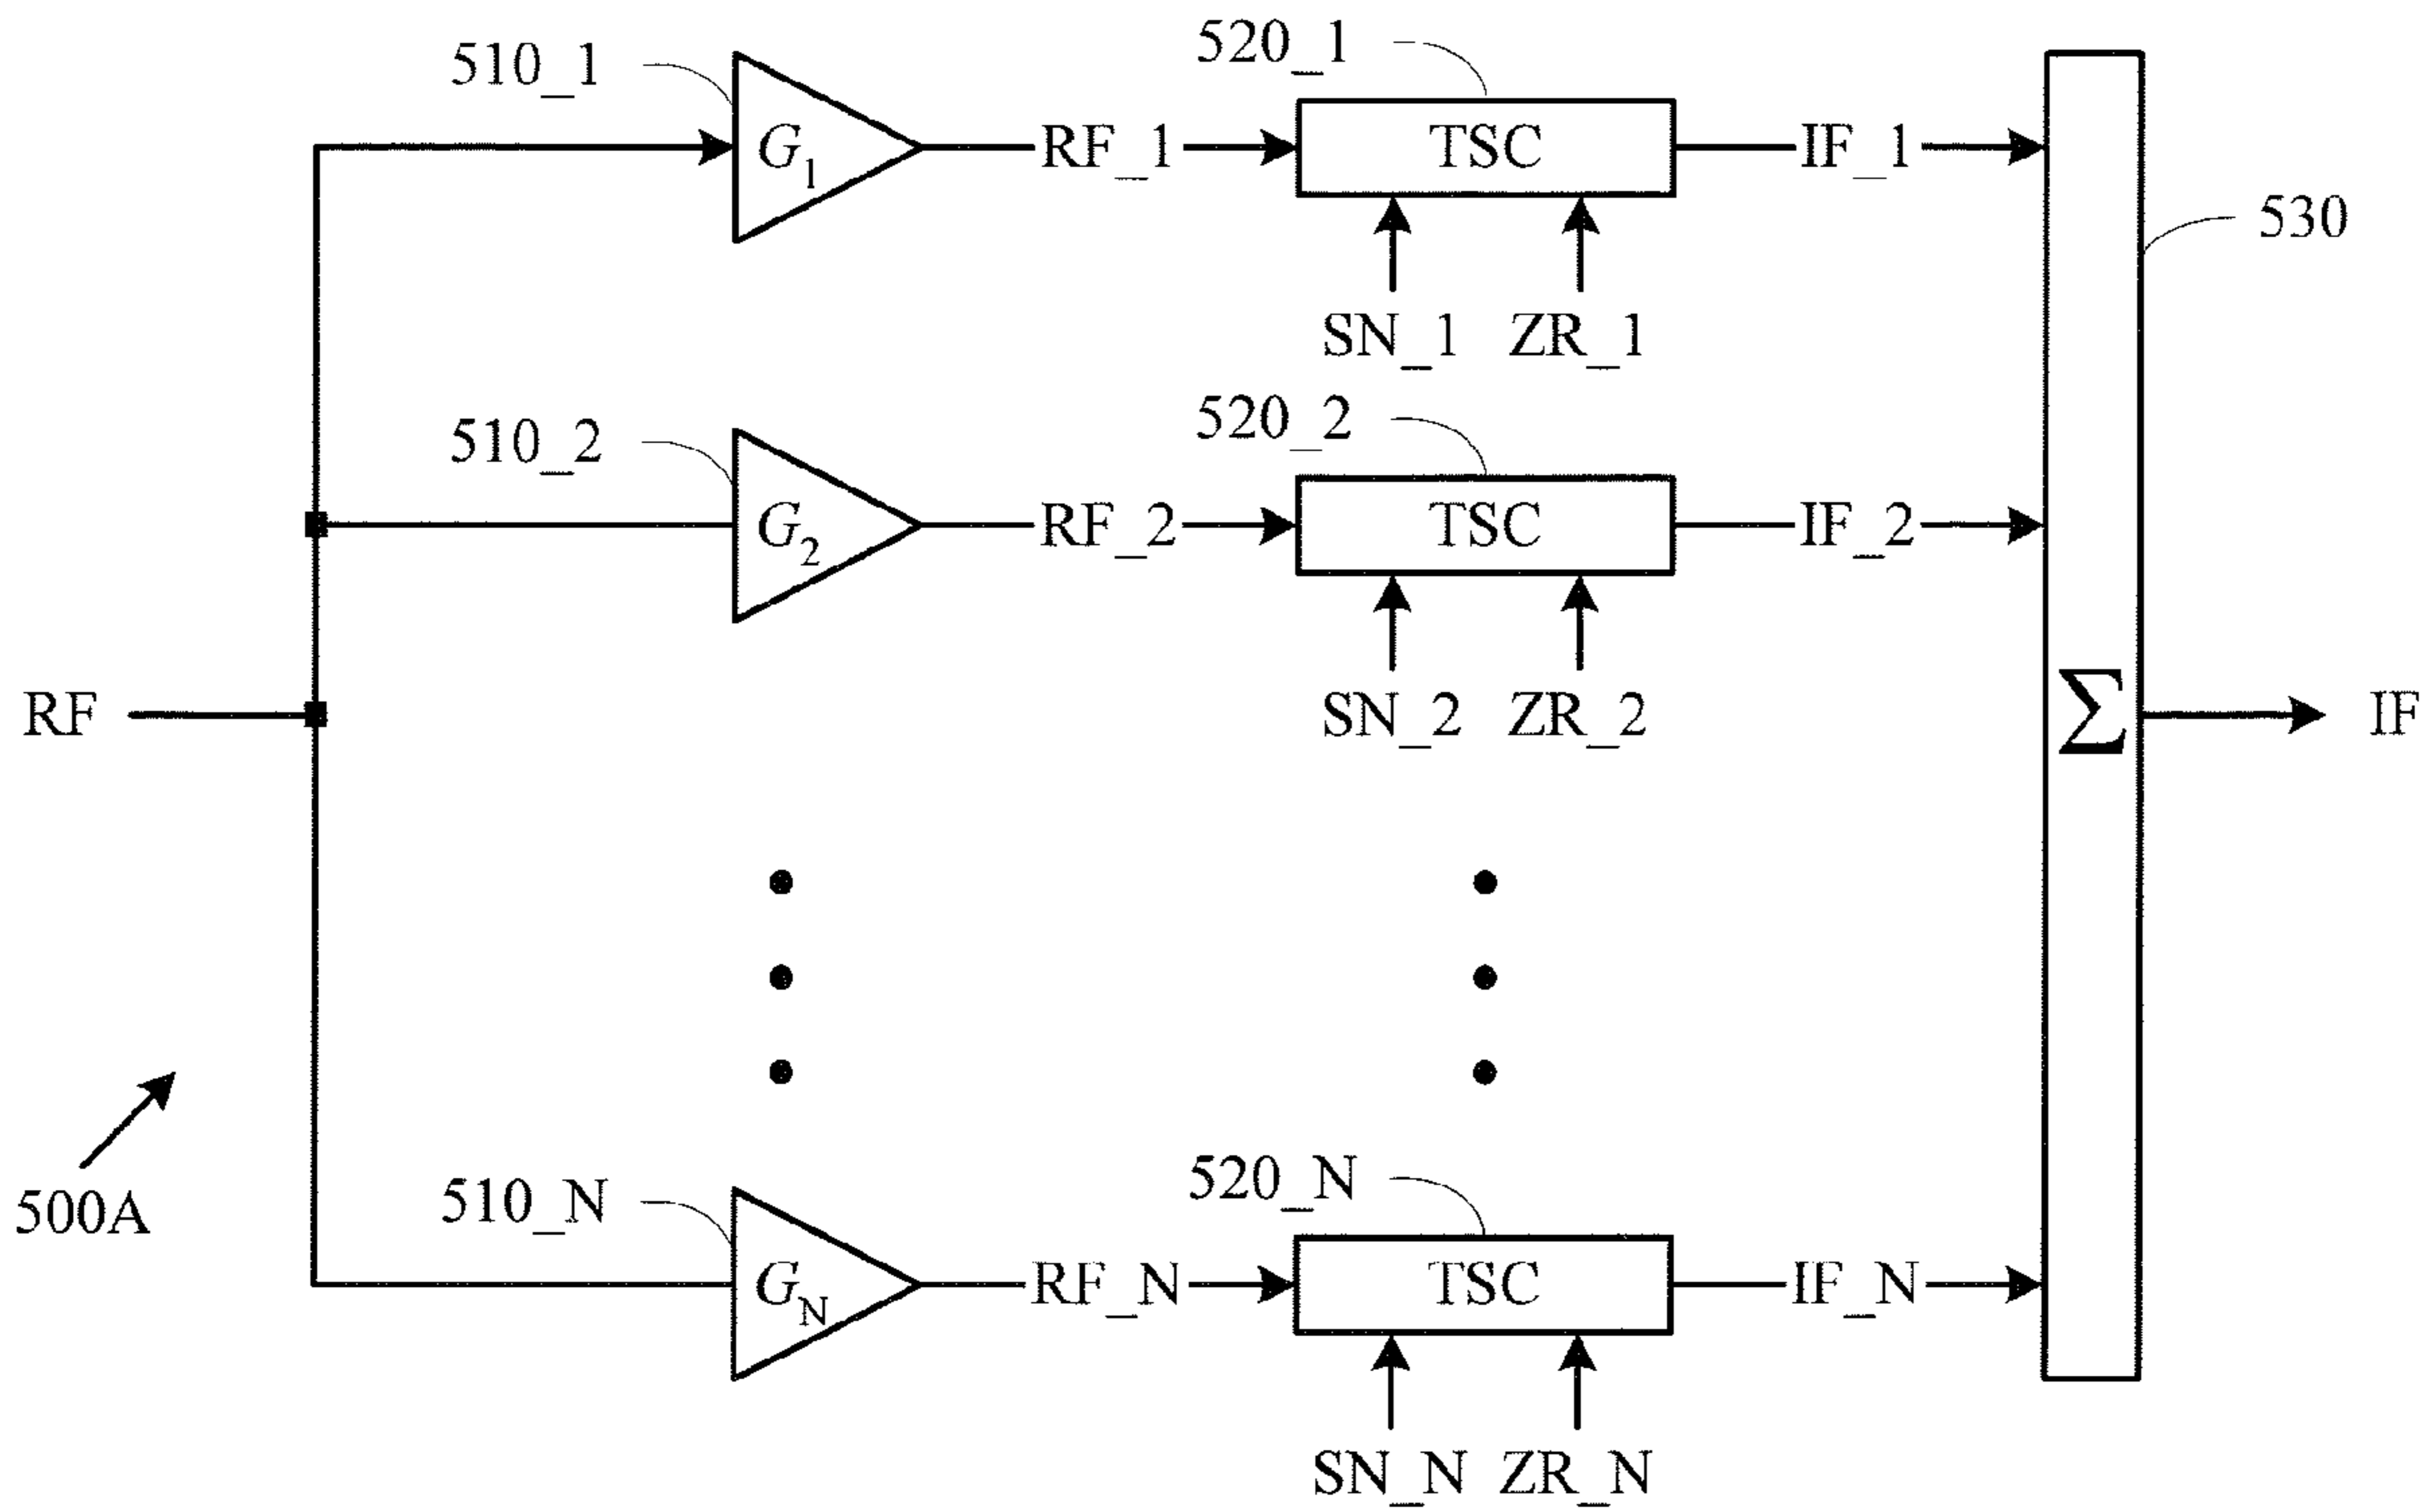 510_1
520_1
G1
RF_1
TSC
IF_1
530
SN_1 ZR_1
510_2
520_2
G2
RF_2
TSC
IF_2
RF
SN_2 ZR_2
Σ
IF
500A
510_N
520_N
GN
RF_N
TSC
IF_N
SN_N ZR_N